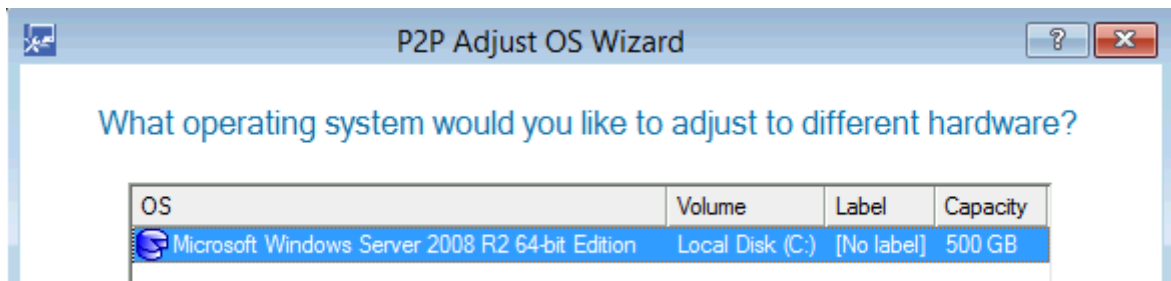 P2P Adjust OS Wizard
What operating system would you like to adjust to different hardware?
OS Volume Label Capacity
Microsoft Windows Server 2008 R2 64-bit Edition Local Disk (C:) [No label] 500 GB